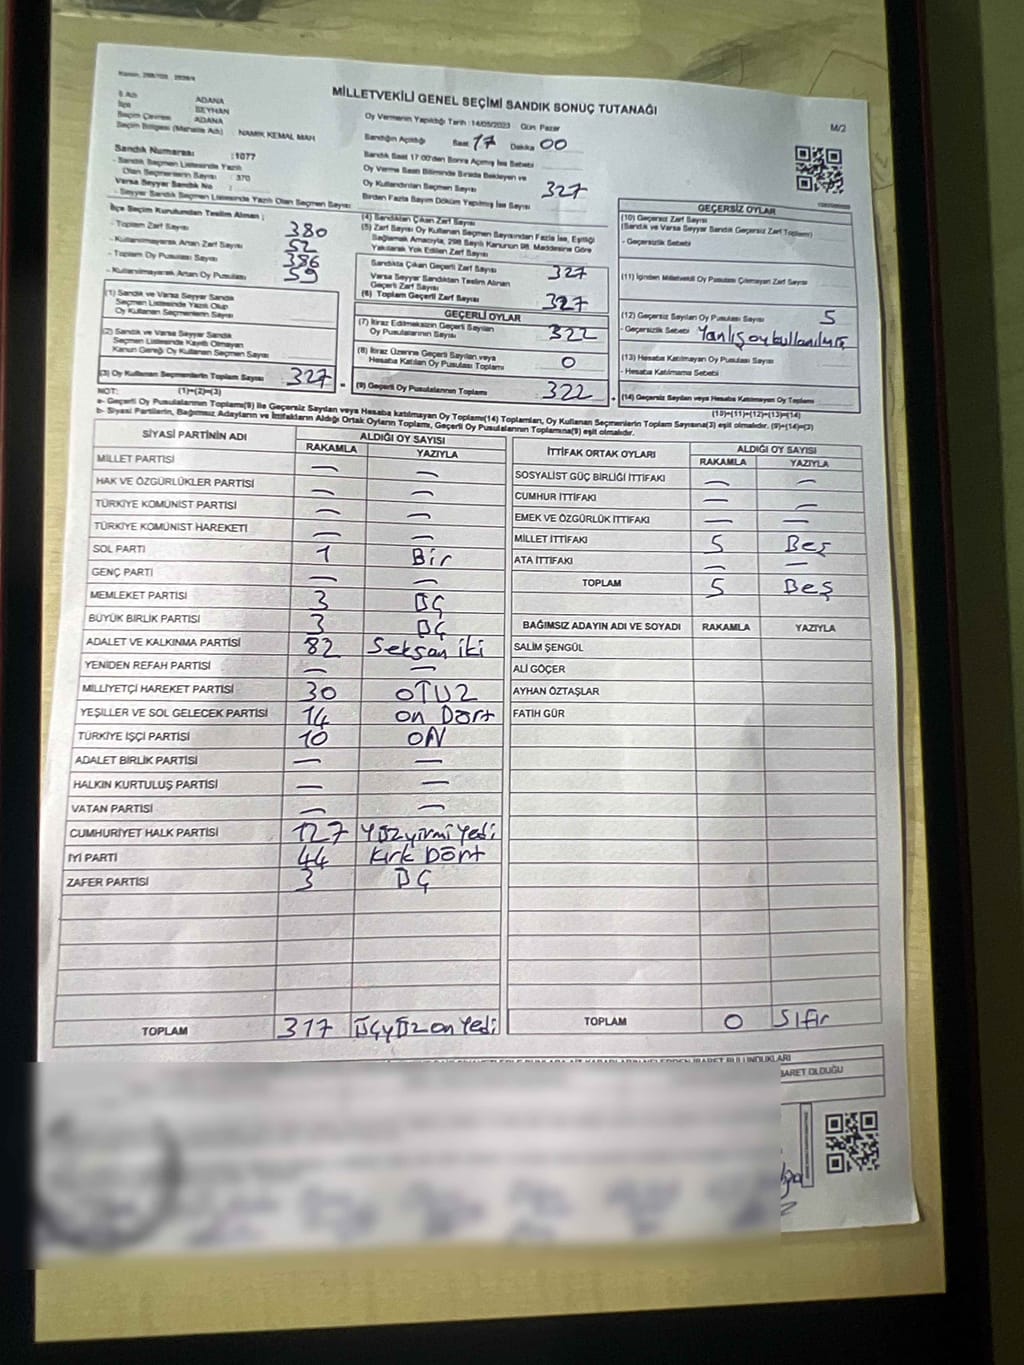 MİLLETVEKİLİ GENEL SEÇİMİ SANDIK SONUÇ TUTANAĞI
M/2
İl Adı : ADANA
İlçe : SEYHAN
Seçim Çevresi : ADANA
Seçim Bölgesi (Mahalle Adı) : NAMIK KEMAL MAH
Sandık Numarası : 1077
- Sandık Seçmen Listesinde Yazılı
Olan Seçmenlerin Sayısı : 370
Varsa Seyyar Sandık No :
- Seyyar Sandık Seçmen Listesinde Yazılı Olan Seçmen Sayısı:
Oy Vermenin Yapıldığı Tarih :14/05/2023 Gün: Pazar
Sandığın Açıldığı Saat 17 Dakika 00
Sandık Saat 17.00'den Sonra Açılmış İse Sebebi
Oy Verme Saati Bitiminde Sırada Bekleyen ve
Oy Kullandırılan Seçmen Sayısı 327
Birden Fazla Sayım Döküm Yapılmış İse Sayısı
İlçe Seçim Kurulundan Teslim Alınan ;
- Toplam Zarf Sayısı 380
- Kullanılmayarak Artan Zarf Sayısı 52
- Toplam Oy Pusulası Sayısı 386
- Kullanılmayarak Artan Oy Pusulası 59
(1) Sandık ve Varsa Seyyar Sandık
Seçmen Listesinde Yazılı Olup
Oy Kullanan Seçmenlerin Sayısı
(2) Sandık ve Varsa Seyyar Sandık
Seçmen Listesinde Kayıtlı Olmayan
Kanun Gereği Oy Kullanan Seçmen Sayısı
(3) Oy Kullanan Seçmenlerin Toplam Sayısı 327
(4) Sandıktan Çıkan Zarf Sayısı
(5) Zarf Sayısı Oy Kullanan Seçmen Sayısından Fazla İse, Eşitliği
Sağlamak Amacıyla, 298 Sayılı Kanunun 98. Maddesine Göre
Yakılarak Yok Edilen Zarf Sayısı
Sandıkta Çıkan Geçerli Zarf Sayısı 327
Varsa Seyyar Sandıktan Teslim Alınan
Geçerli Zarf Sayısı
(6) Toplam Geçerli Zarf Sayısı 327
GEÇERLİ OYLAR
(7) İtiraz Edilmeksizin Geçerli Sayılan
Oy Pusulalarının Sayısı 322
(8) İtiraz Üzerine Geçerli Sayılan veya
Hesaba Katılan Oy Pusulası Toplamı 0
(9) Geçerli Oy Pusulalarının Toplamı 322
GEÇERSİZ OYLAR
(10) Geçersiz Zarf Sayısı
(Sandık ve Varsa Seyyar Sandık Geçersiz Zarf Toplamı)
- Geçersizlik Sebebi
(11) İçinden Milletvekili Oy Pusulası Çıkmayan Zarf Sayısı
(12) Geçersiz Sayılan Oy Pusulası Sayısı 5
- Geçersizlik Sebebi Yanlış oy kullanılmış
(13) Hesaba Katılmayan Oy Pusulası Sayısı
- Hesaba Katılmama Sebebi
(14) Geçersiz Sayılan veya Hesaba Katılmayan Oy Pusulası Toplamı
(10)+(11)+(12)+(13)=(14)
NOT: (1)+(2)=(3)
a- Geçerli Oy Pusulalarının Toplamı(9) ile Geçersiz Sayılan veya Hesaba katılmayan Oy Toplamı(14) Toplamları, Oy Kullanan Seçmenlerin Toplam Sayısına(3) eşit olmalıdır. (9)+(14)=(3)
b- Siyasi Partilerin, Bağımsız Adayların ve İttifakların Aldığı Ortak Oyların Toplamı, Geçerli Oy Pusulalarının Toplamına(9) eşit olmalıdır.
SİYASİ PARTİNİN ADI ALDIĞI OY SAYISI
RAKAMLA YAZIYLA
MİLLET PARTİSİ — —
HAK VE ÖZGÜRLÜKLER PARTİSİ — —
TÜRKİYE KOMÜNİST PARTİSİ — —
TÜRKİYE KOMÜNİST HAREKETİ — —
SOL PARTİ 1 Bir
GENÇ PARTİ — —
MEMLEKET PARTİSİ 3 ÜÇ
BÜYÜK BİRLİK PARTİSİ 3 ÜÇ
ADALET VE KALKINMA PARTİSİ 82 Seksan iki
YENİDEN REFAH PARTİSİ — —
MİLLİYETÇİ HAREKET PARTİSİ 30 OTUZ
YEŞİLLER VE SOL GELECEK PARTİSİ 14 on Dört
TÜRKİYE İŞÇİ PARTİSİ 10 ON
ADALET BİRLİK PARTİSİ — —
HALKIN KURTULUŞ PARTİSİ — —
VATAN PARTİSİ — —
CUMHURİYET HALK PARTİSİ 127 Yüzyirmi Yedi
İYİ PARTİ 44 Kırk Dört
ZAFER PARTİSİ 3 ÜÇ
TOPLAM 317 Üçyüz on Yedi
İTTİFAK ORTAK OYLARI ALDIĞI OY SAYISI
RAKAMLA YAZIYLA
SOSYALİST GÜÇ BİRLİĞİ İTTİFAKI — —
CUMHUR İTTİFAKI — —
EMEK VE ÖZGÜRLÜK İTTİFAKI — —
MİLLET İTTİFAKI 5 Beş
ATA İTTİFAKI — —
TOPLAM 5 Beş
BAĞIMSIZ ADAYIN ADI VE SOYADI RAKAMLA YAZIYLA
SALİM ŞENGÜL
ALİ GÖÇER
AYHAN ÖZTAŞLAR
FATİH GÜR
TOPLAM 0 Sıfır
BULUNDUKLARI
İBARET OLDUĞU